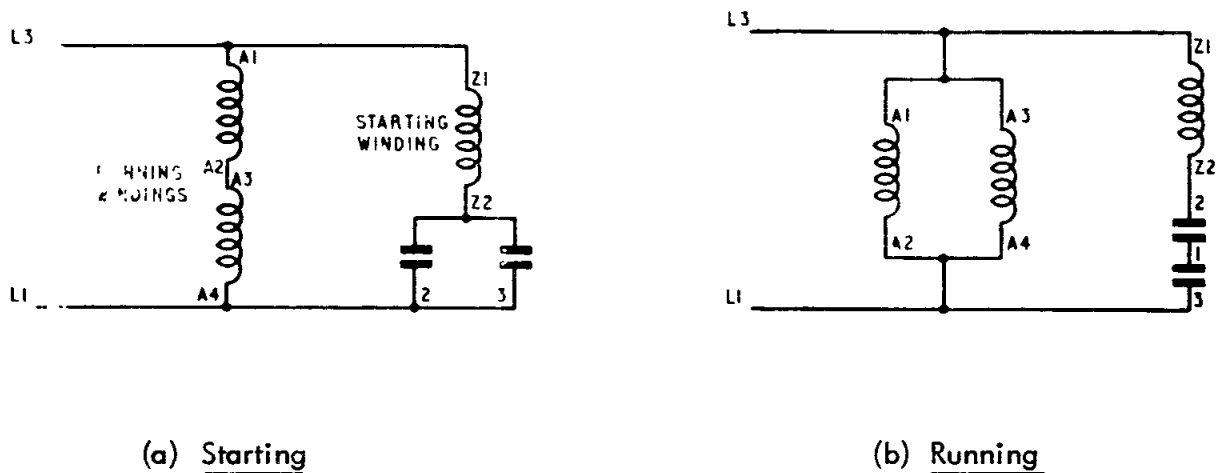 L3
A1
Z1
STARTING
WINDING
A2
A3
Z2
A4
2
3
L1
L3
Z1
A1
A3
Z2
2
A2
A4
1
3
L1
(a) Starting
(b) Running